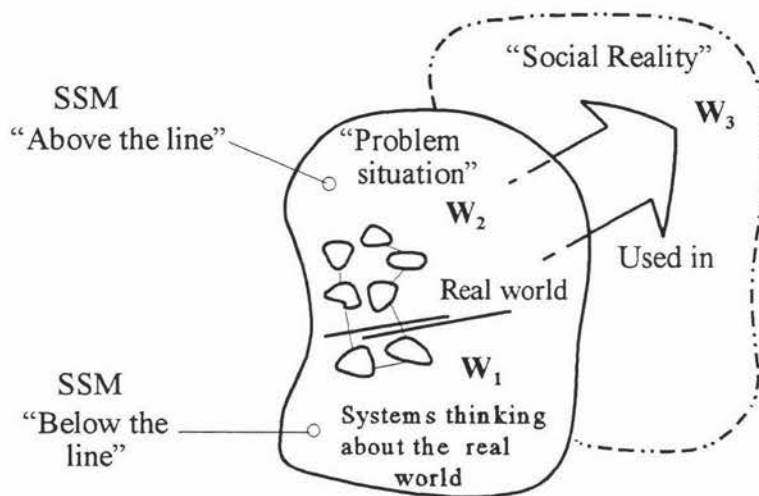 “Social Reality”
W3
SSM
“Above the line”
“Problem
situation”
W2
Used in
Real world
W1
SSM
“Below the
line”
Systems thinking
about the real
world